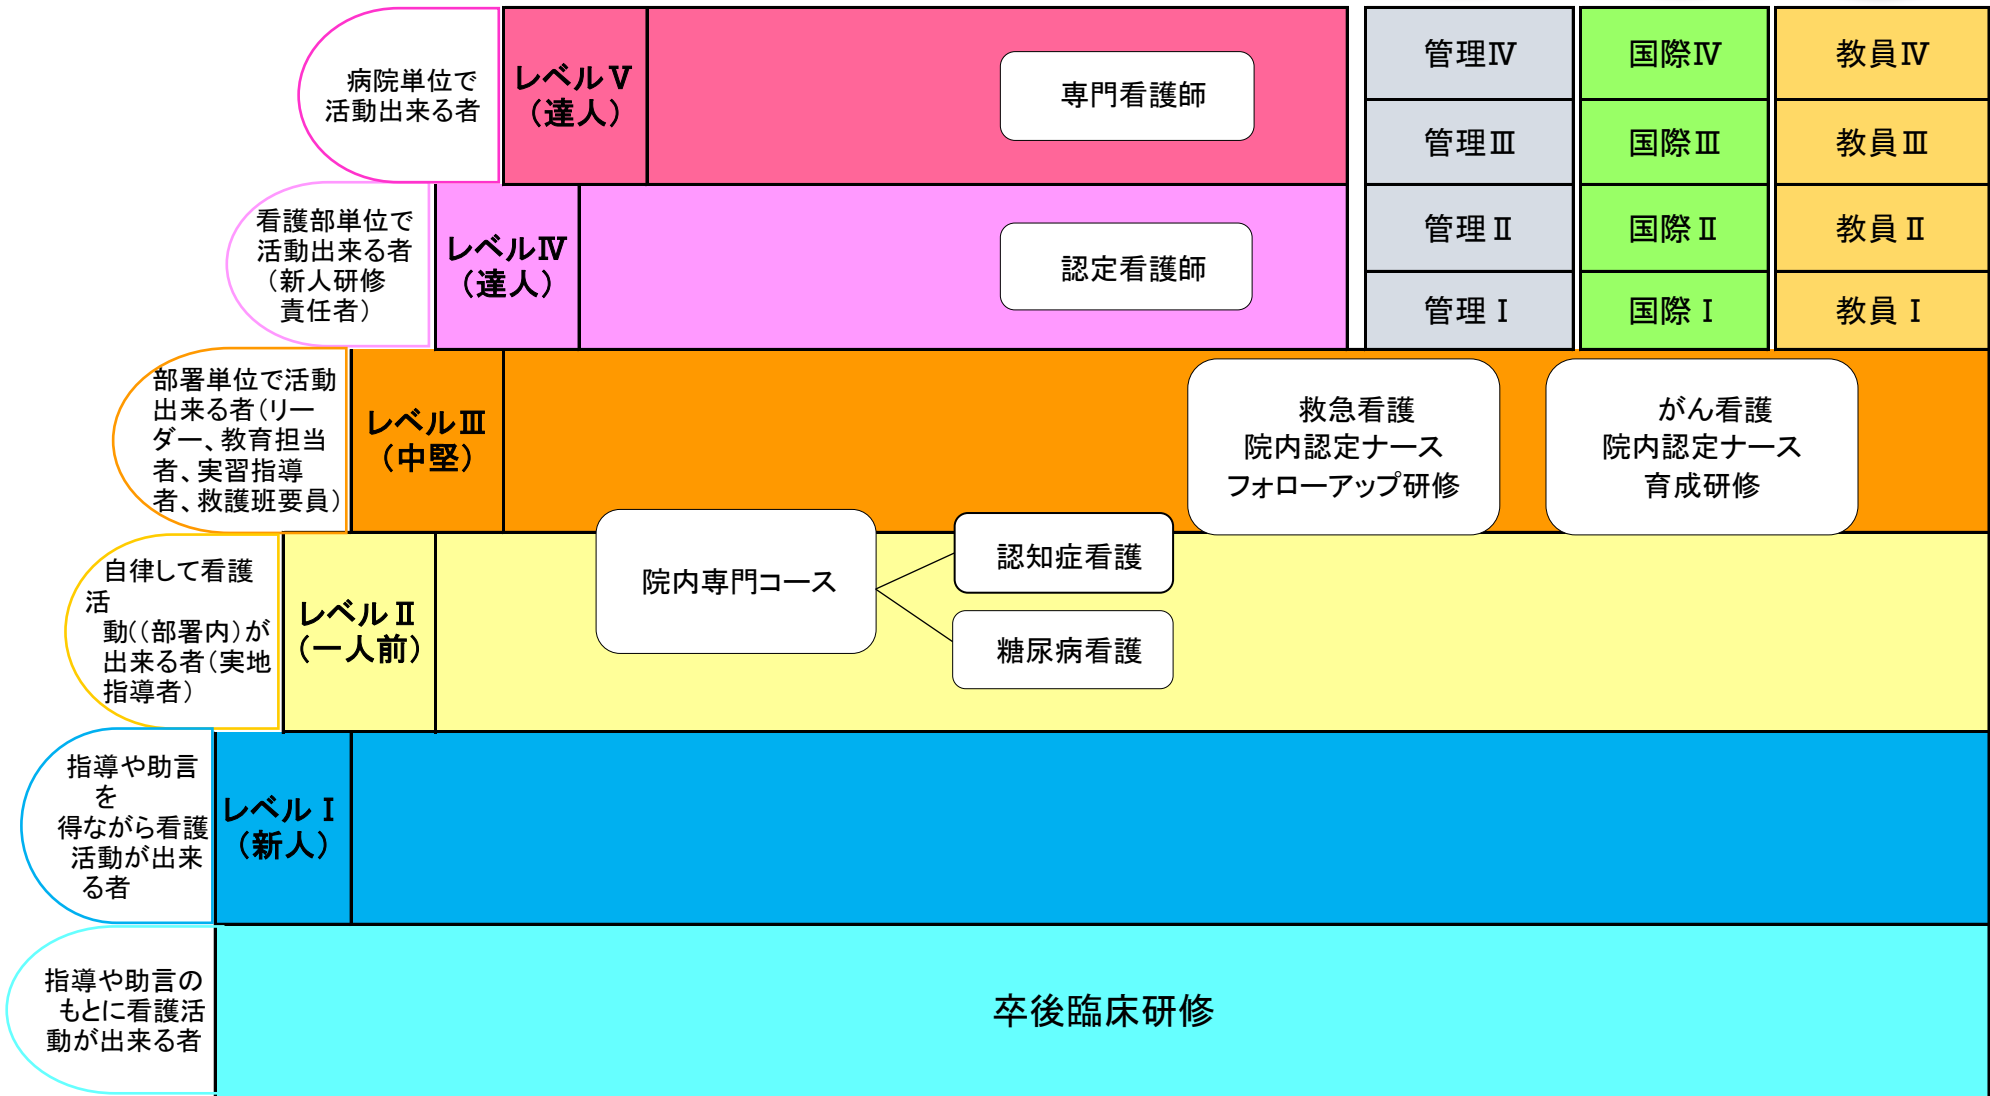 病院単位で
活動出来る者
レベルⅤ
（達人）
専門看護師
管理Ⅳ
国際Ⅳ
教員Ⅳ
管理Ⅲ
国際Ⅲ
教員Ⅲ
看護部単位で
活動出来る者
（新人研修
責任者）
レベルⅣ
（達人）
認定看護師
管理Ⅱ
国際Ⅱ
教員Ⅱ
管理Ⅰ
国際Ⅰ
教員Ⅰ
部署単位で活動
出来る者（リー
ダー、教育担当
者、実習指導
者、救護班要員）
レベルⅢ
（中堅）
救急看護
院内認定ナース
フォローアップ研修
がん看護
院内認定ナース
育成研修
自律して看護
活
動((部署内）が
出来る者（実地
指導者）
レベルⅡ
（一人前）
院内専門コース
認知症看護
糖尿病看護
指導や助言
を
得ながら看護
活動が出来
る者
レベルⅠ
（新人）
指導や助言の
もとに看護活
動が出来る者
卒後臨床研修